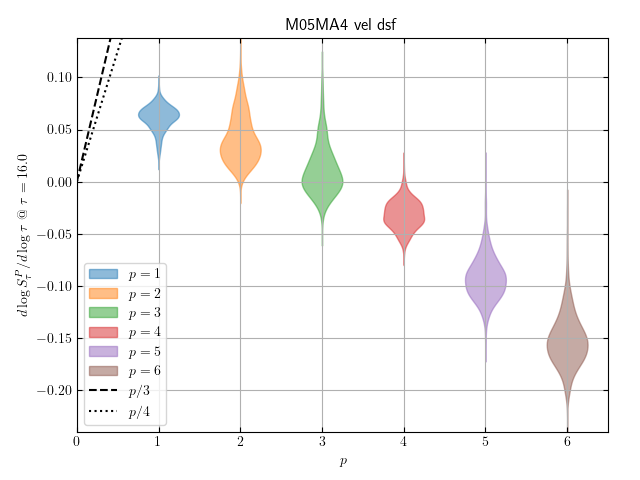 M05MA4 vel dsf
0.10
0.05
0.00
−0.05
−0.10
−0.15
−0.20
d log S_τ^P / d log τ @ τ = 16.0
p = 1
p = 2
p = 3
p = 4
p = 5
p = 6
p/3
p/4
0 1 2 3 4 5 6
p